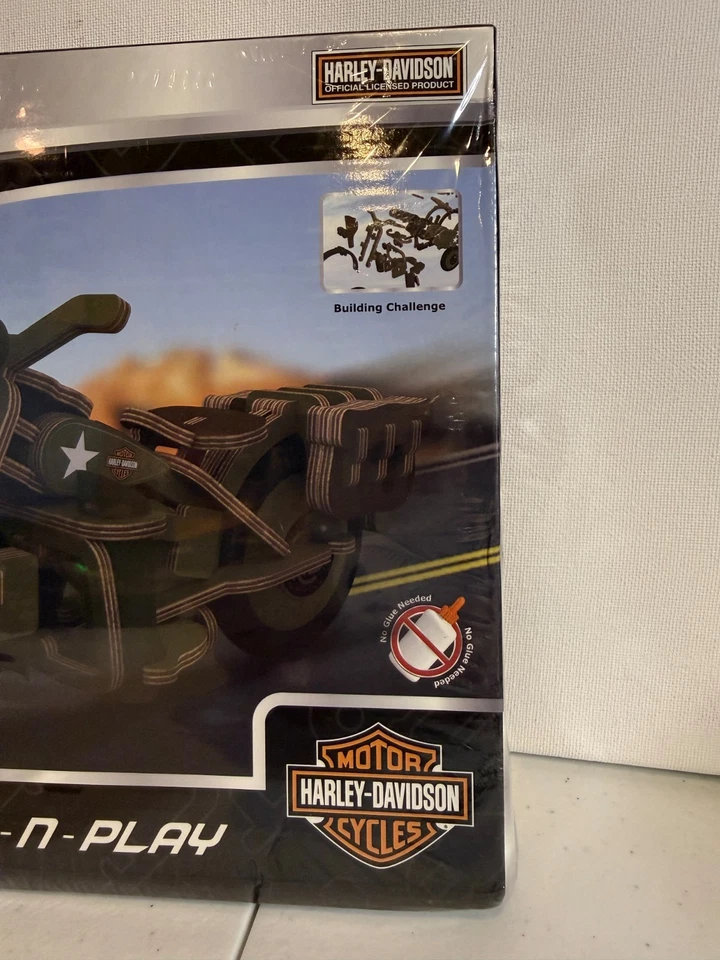 HARLEY-DAVIDSON
OFFICIAL LICENSED PRODUCT
Building Challenge
HARLEY-DAVIDSON
CYCLES
No Glue Needed
No Glue Needed
MOTOR
HARLEY-DAVIDSON
CYCLES
-N-PLAY